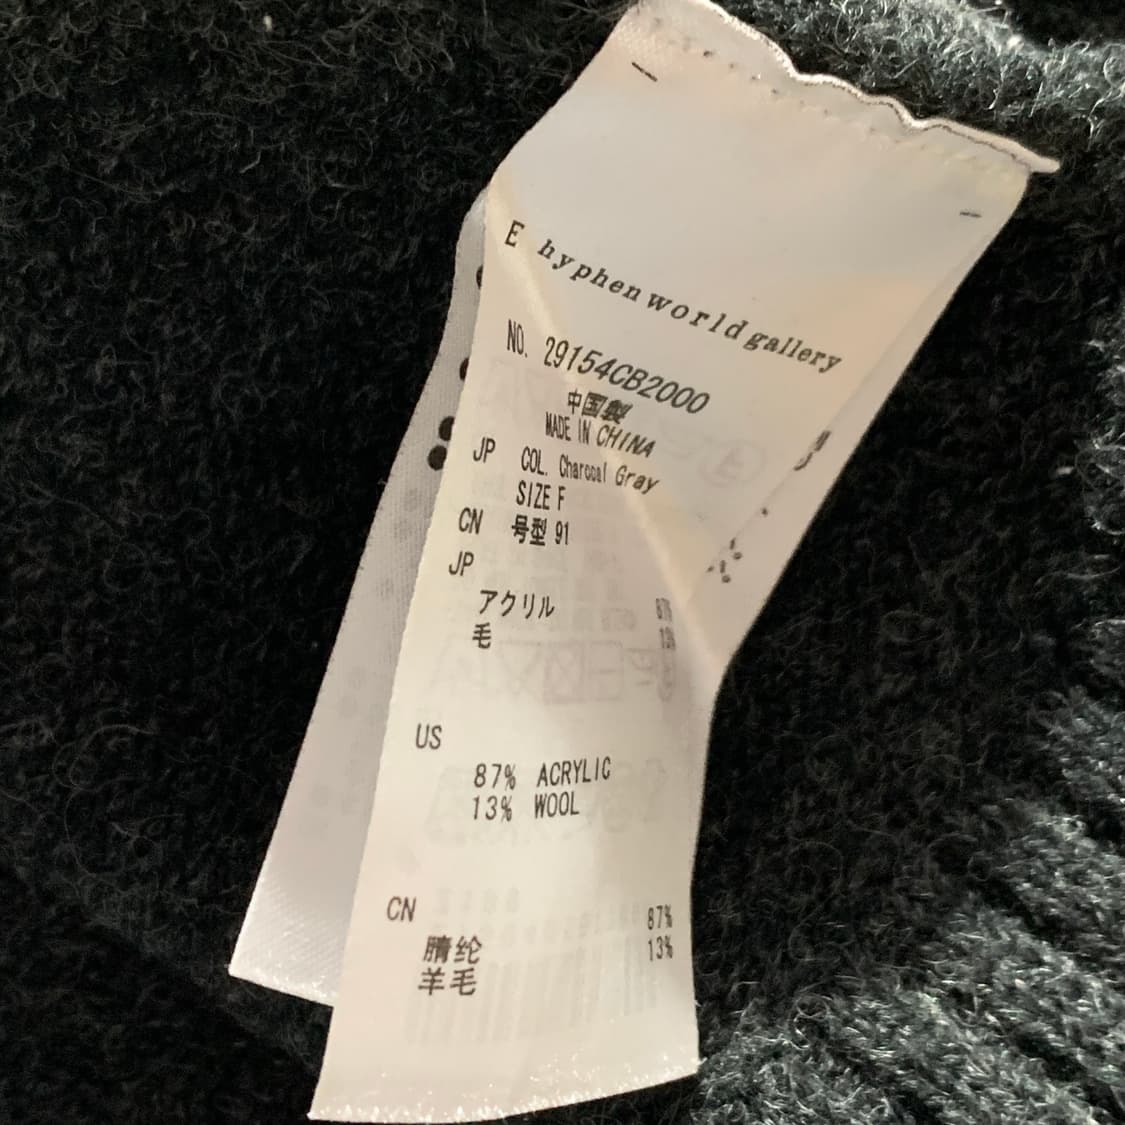 E hyphen world gallery
NO. 29154CB2000
中国製
MADE IN CHINA
JP COL. Charcoal Gray
SIZE F
CN 号型 91
JP
アクリル 87%
毛 13%
US
87% ACRYLIC
13% WOOL
CN
腈纶 87%
羊毛 13%